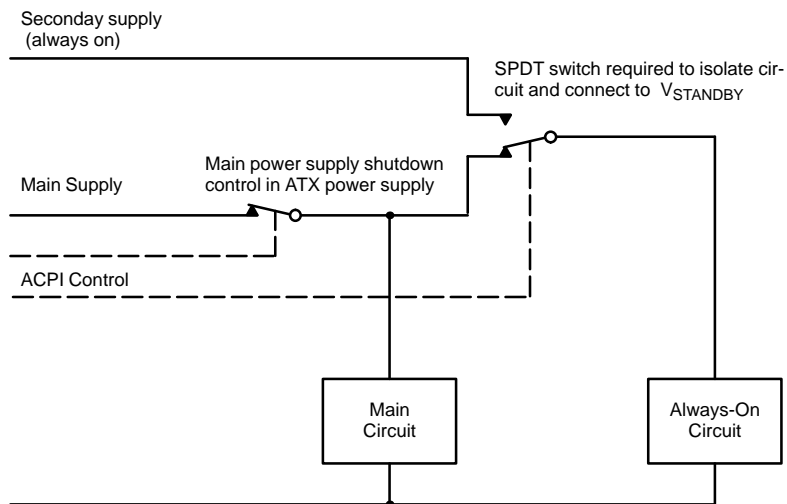 Seconday supply
(always on)
SPDT switch required to isolate cir-
cuit and connect to VSTANDBY
Main power supply shutdown
control in ATX power supply
Main Supply
ACPI Control
Main
Circuit
Always-On
Circuit